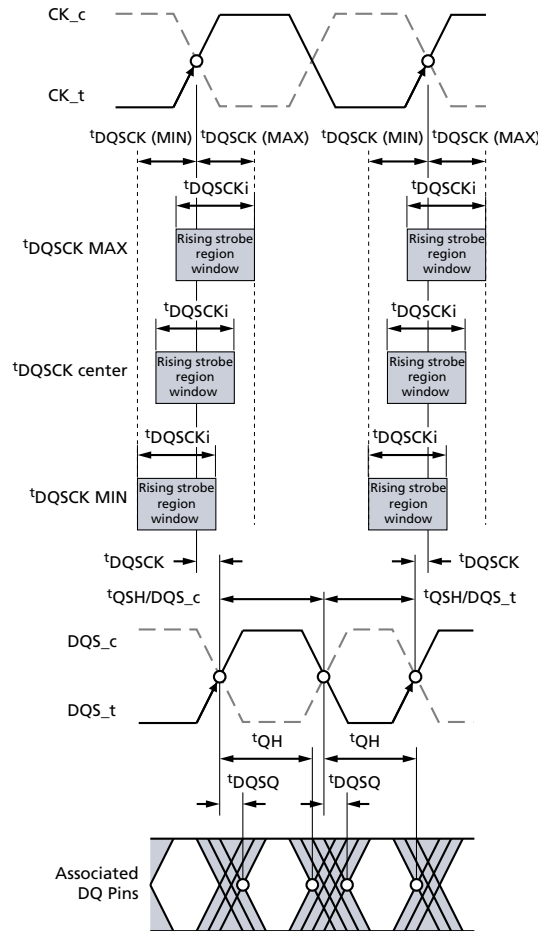 CK_c
CK_t
tDQSCK (MIN) tDQSCK (MAX) tDQSCK (MIN) tDQSCK (MAX)
tDQSCKi tDQSCKi
tDQSCK MAX
Rising strobe region window
Rising strobe region window
tDQSCKi tDQSCKi
tDQSCK center
Rising strobe region window
Rising strobe region window
tDQSCKi tDQSCKi
tDQSCK MIN
Rising strobe region window
Rising strobe region window
tDQSCK tDQSCK
tQSH/DQS_c tQSH/DQS_t
DQS_c
DQS_t
tQH tQH
tDQSQ tDQSQ
Associated
DQ Pins